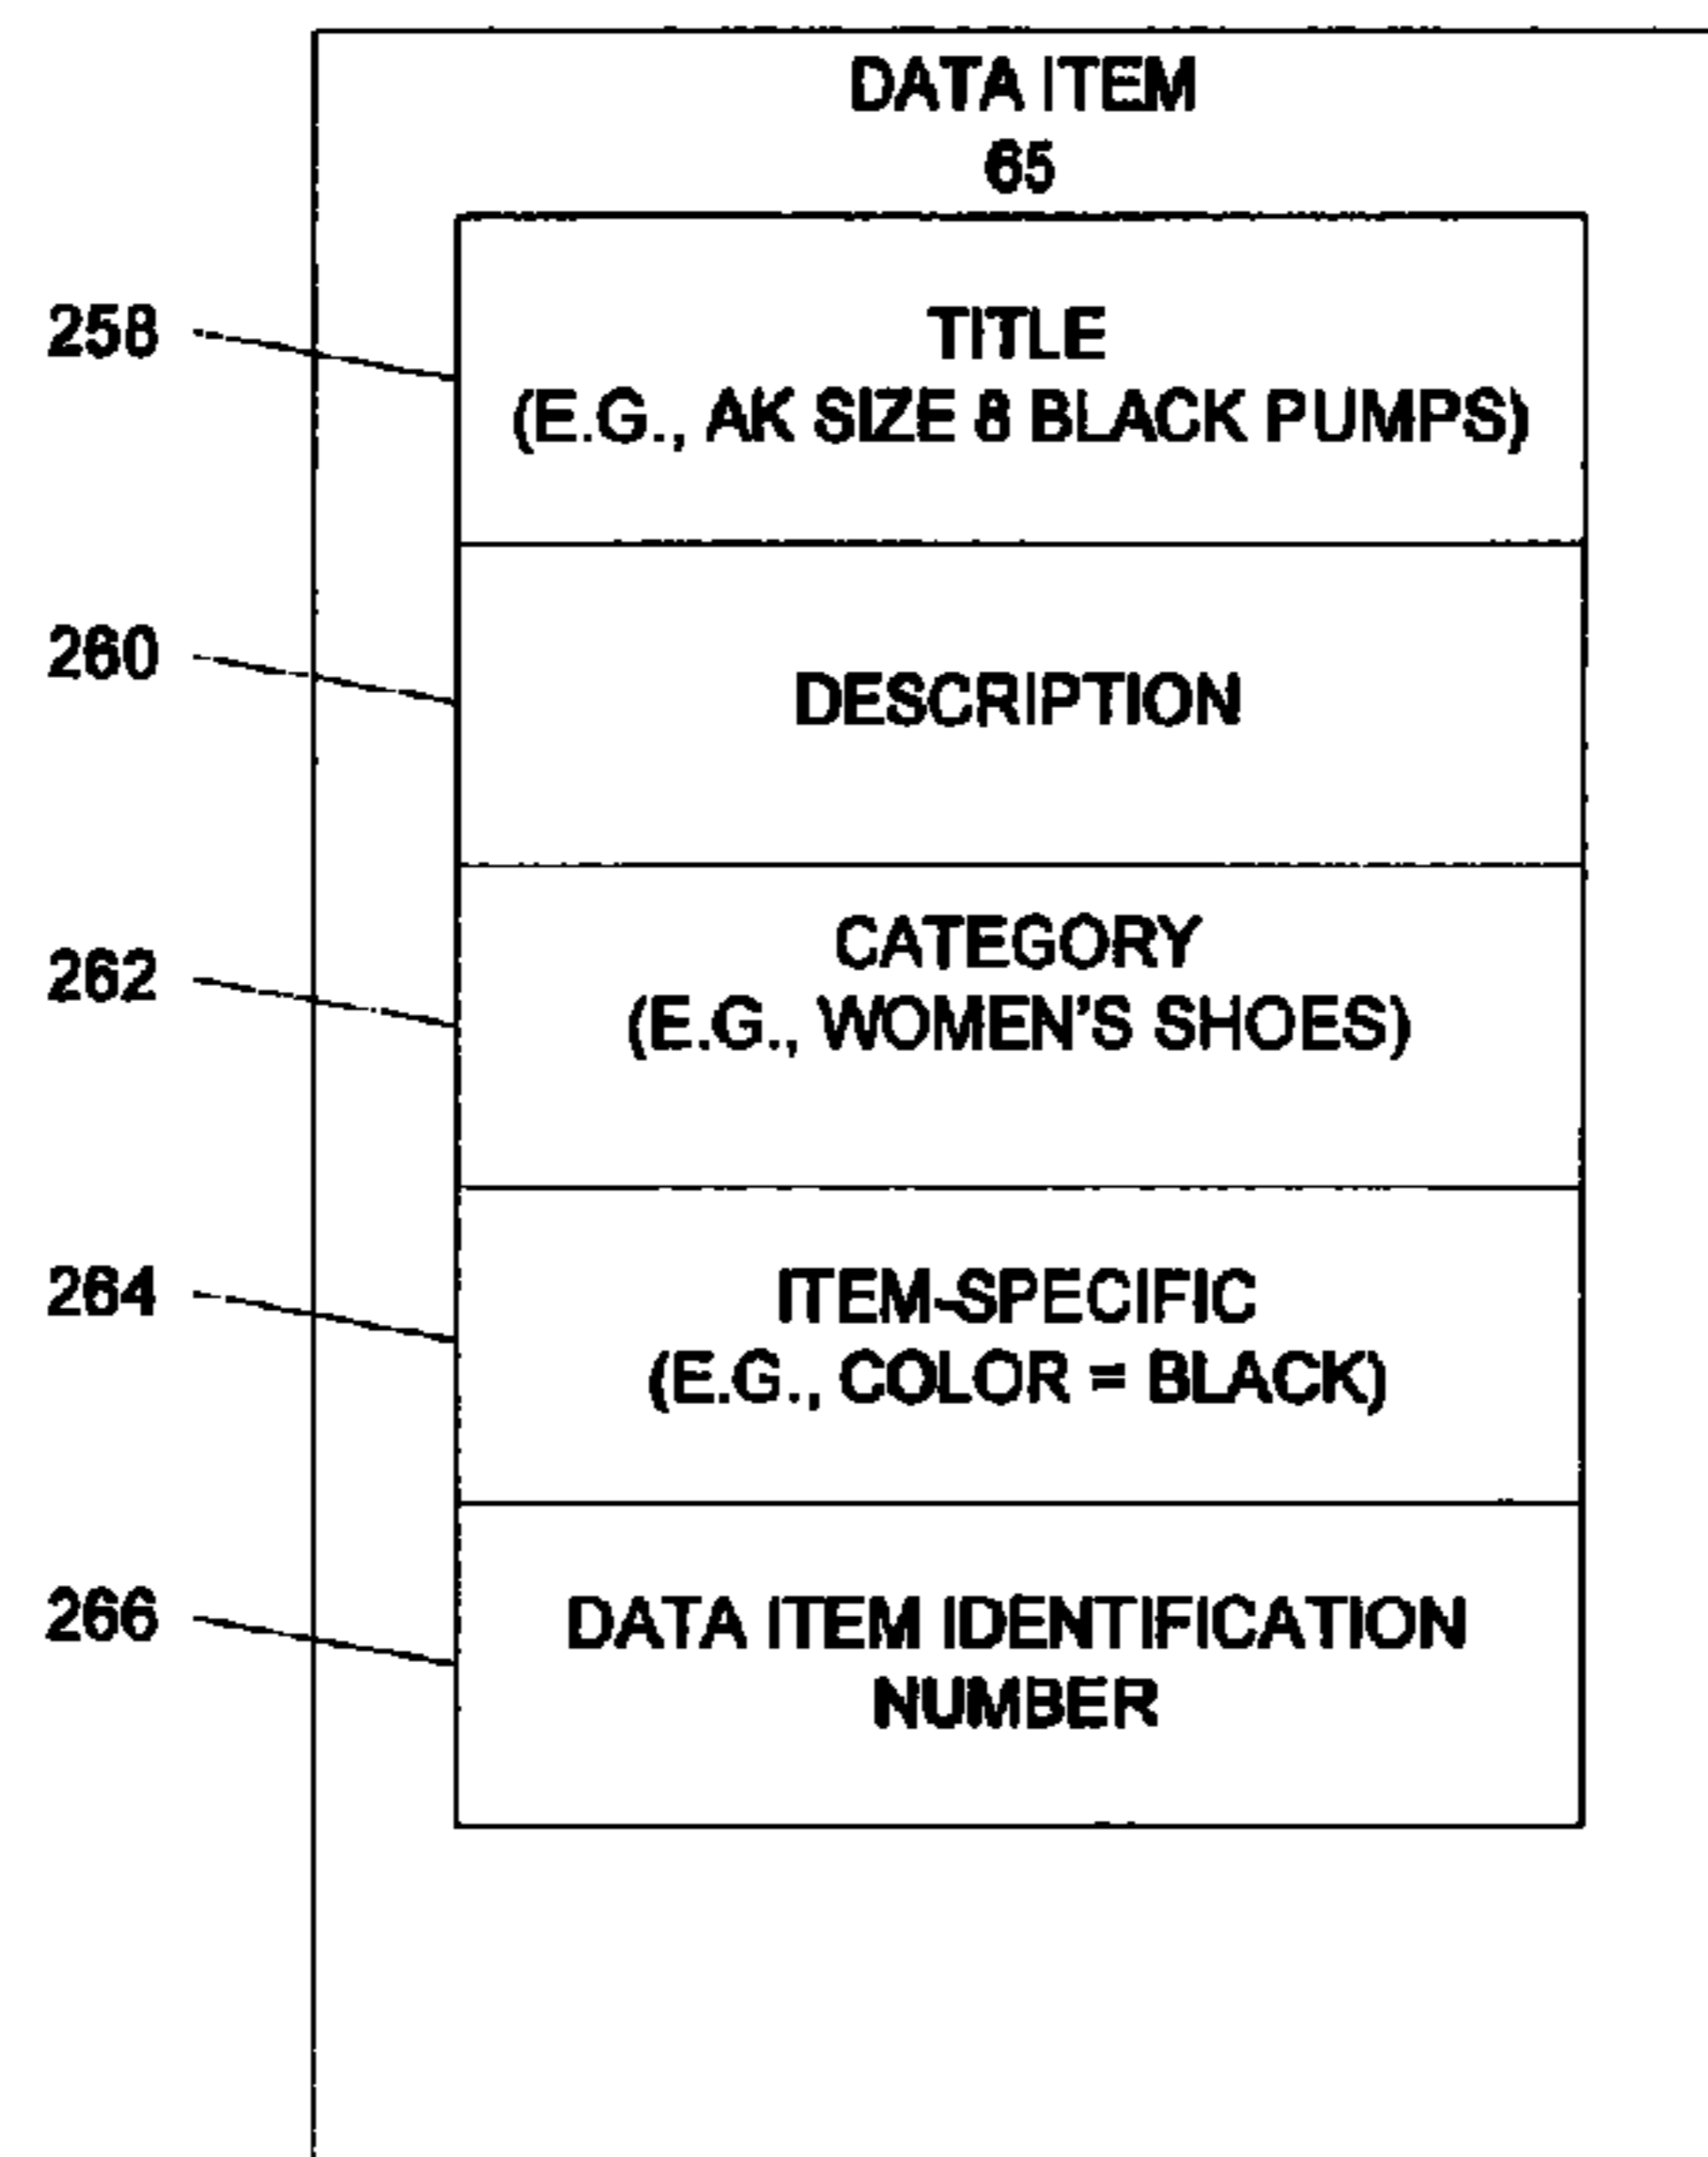 DATA ITEM
65
258
TITLE
(E.G., AK SIZE 8 BLACK PUMPS)
260
DESCRIPTION
262
CATEGORY
(E.G., WOMEN'S SHOES)
264
ITEM-SPECIFIC
(E.G., COLOR = BLACK)
266
DATA ITEM IDENTIFICATION
NUMBER